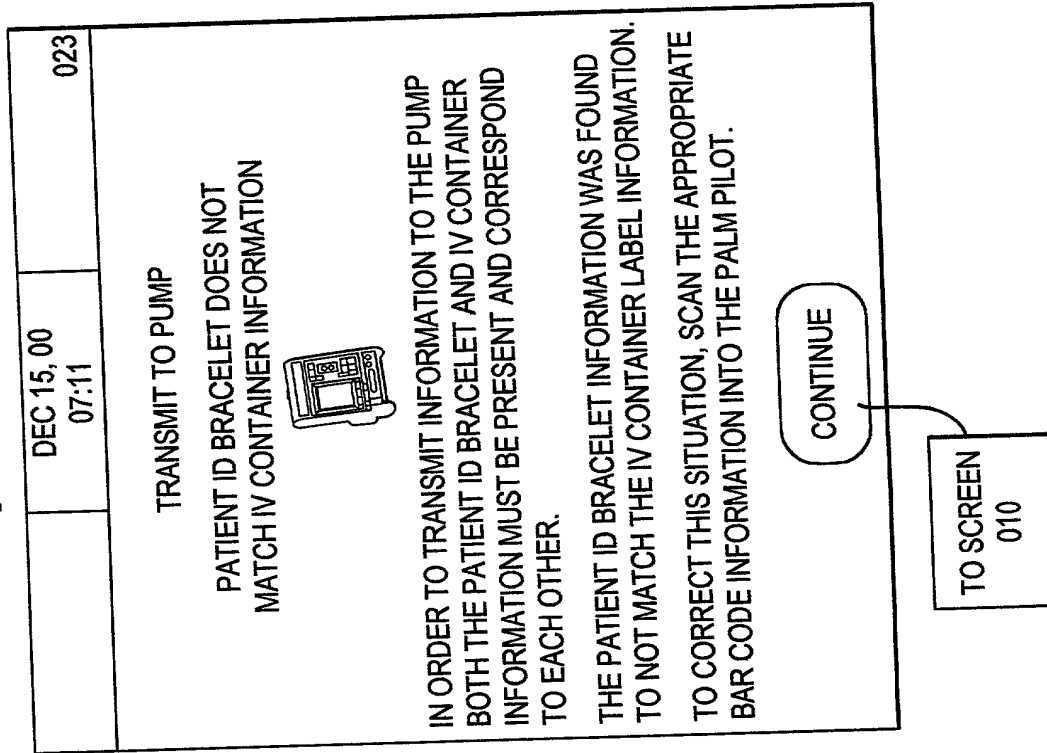 DEC 15, 00
07:11
023
TRANSMIT TO PUMP
PATIENT ID BRACELET DOES NOT
MATCH IV CONTAINER INFORMATION
IN ORDER TO TRANSMIT INFORMATION TO THE PUMP
BOTH THE PATIENT ID BRACELET AND IV CONTAINER
INFORMATION MUST BE PRESENT AND CORRESPOND
TO EACH OTHER.
THE PATIENT ID BRACELET INFORMATION WAS FOUND
TO NOT MATCH THE IV CONTAINER LABEL INFORMATION.
TO CORRECT THIS SITUATION, SCAN THE APPROPRIATE
BAR CODE INFORMATION INTO THE PALM PILOT.
CONTINUE
TO SCREEN
010